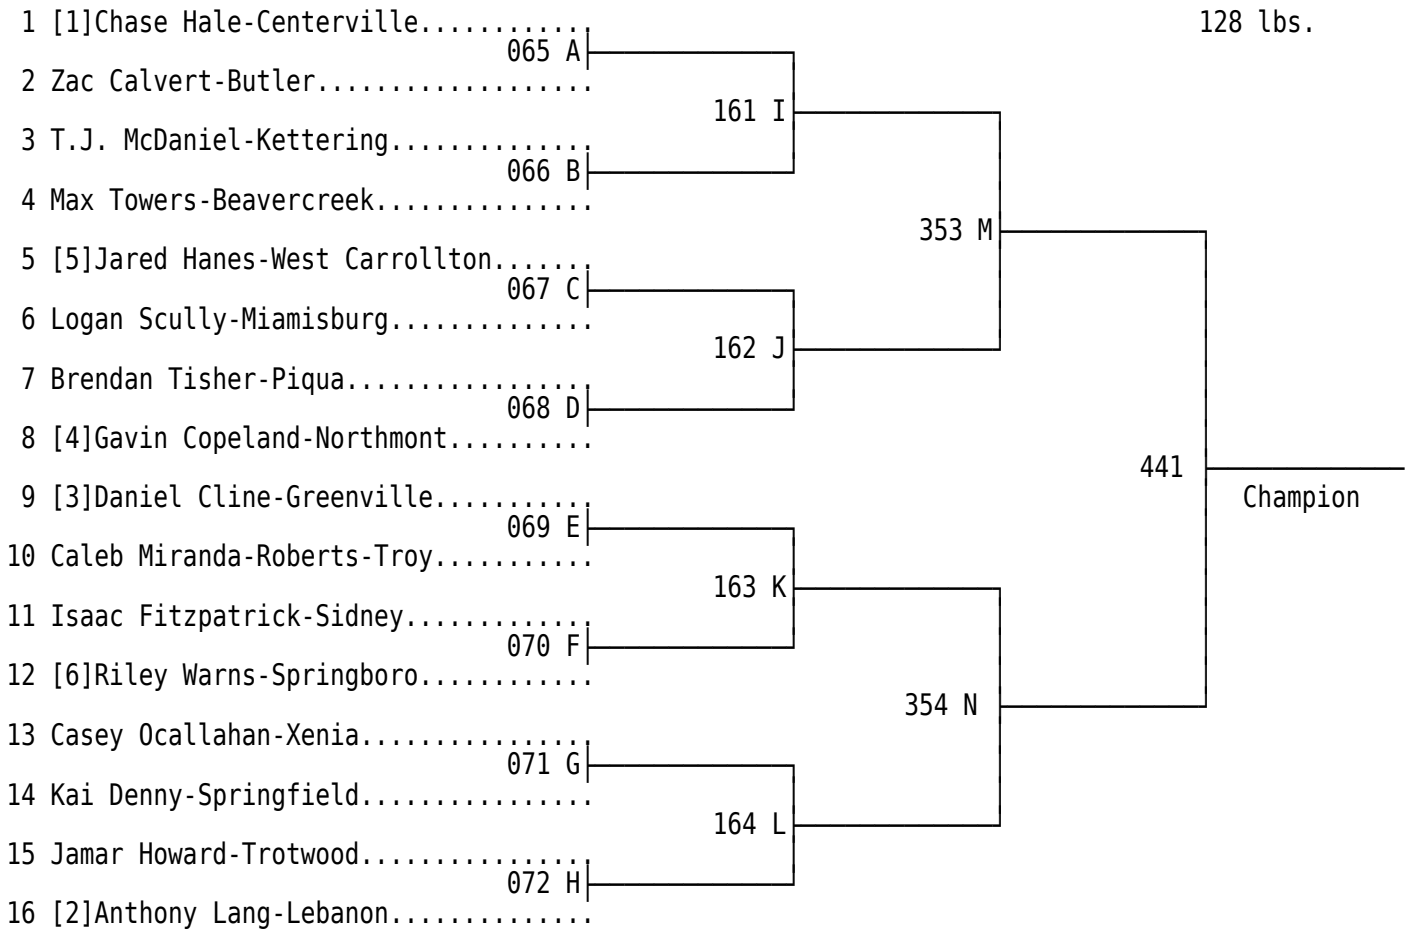 1 [1]Chase Hale-Centerville............ 128 lbs.
065 A
2 Zac Calvert-Butler...................
161 I
3 T.J. McDaniel-Kettering..............
066 B
4 Max Towers-Beavercreek...............
353 M
5 [5]Jared Hanes-West Carrollton.......
067 C
6 Logan Scully-Miamisburg..............
162 J
7 Brendan Tisher-Piqua.................
068 D
8 [4]Gavin Copeland-Northmont..........
441
9 [3]Daniel Cline-Greenville........... Champion
069 E
10 Caleb Miranda-Roberts-Troy...........
163 K
11 Isaac Fitzpatrick-Sidney.............
070 F
12 [6]Riley Warns-Springboro............
354 N
13 Casey Ocallahan-Xenia................
071 G
14 Kai Denny-Springfield................
164 L
15 Jamar Howard-Trotwood................
072 H
16 [2]Anthony Lang-Lebanon..............